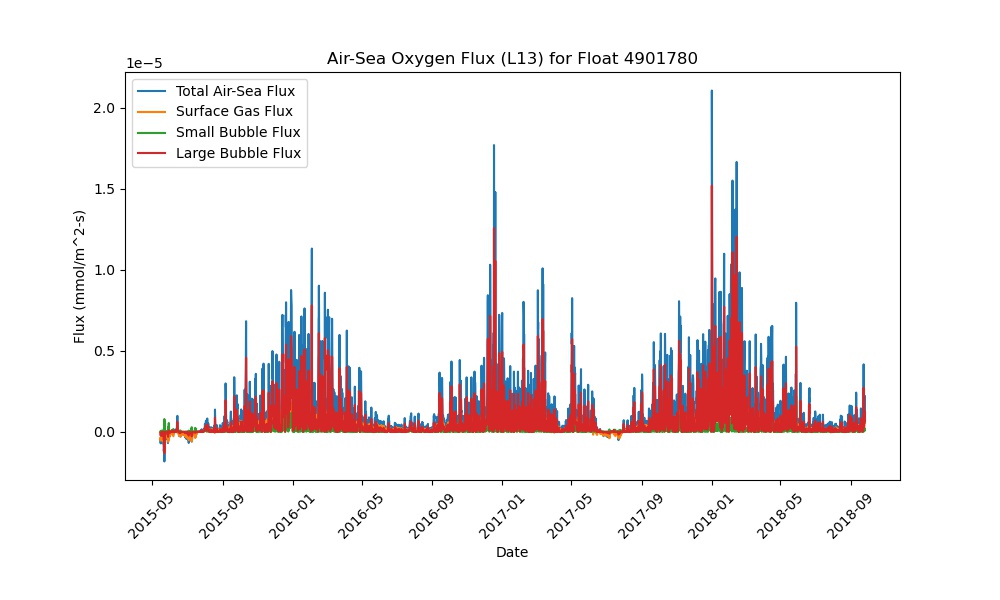 Air-Sea Oxygen Flux (L13) for Float 4901780
1e−5
Total Air-Sea Flux
Surface Gas Flux
Small Bubble Flux
Large Bubble Flux
2.0
1.5
1.0
0.5
0.0
Flux (mmol/m^2-s)
2015-05
2015-09
2016-01
2016-05
2016-09
2017-01
2017-05
2017-09
2018-01
2018-05
2018-09
Date